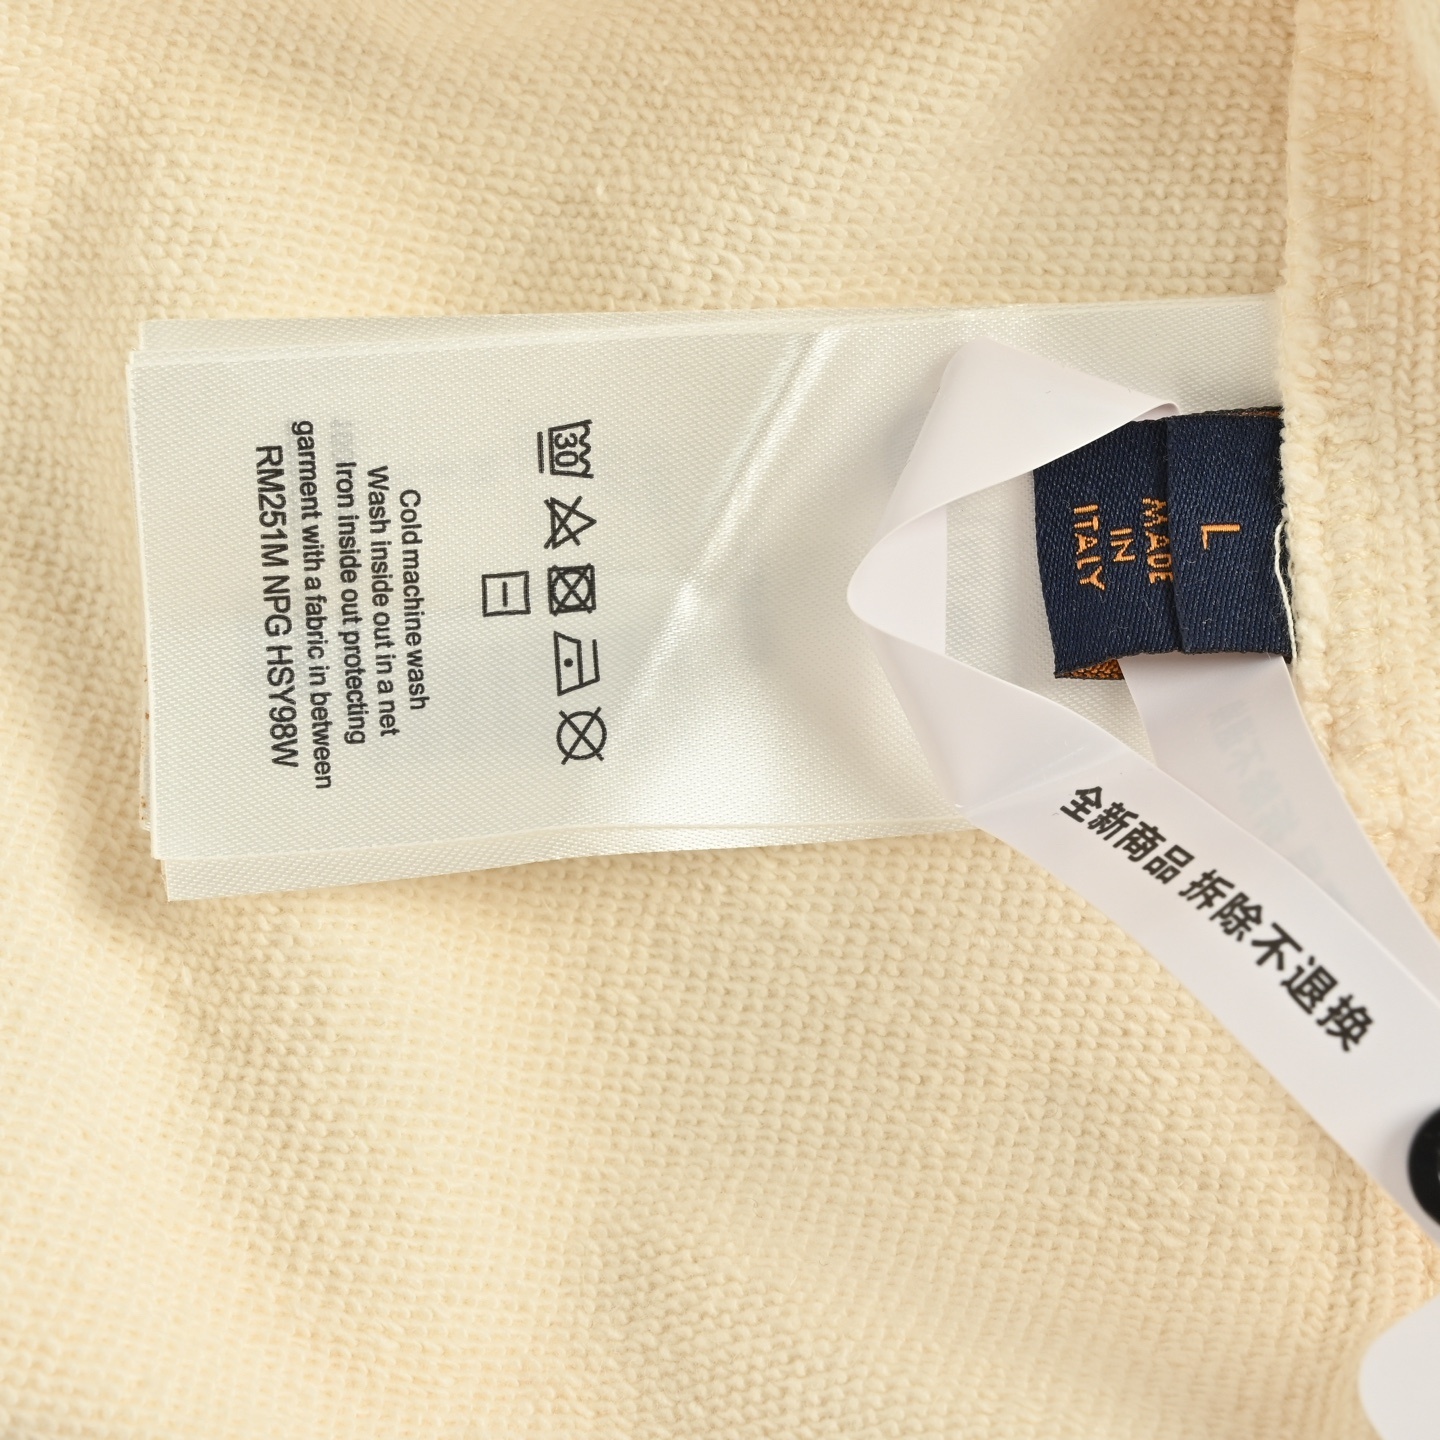 30
Cold machine wash
Wash inside out in a net
Iron inside out protecting
garment with a fabric in between
RM251M NPG HSY98W
L
MADE
IN
ITALY
全新商品 拆除不退换